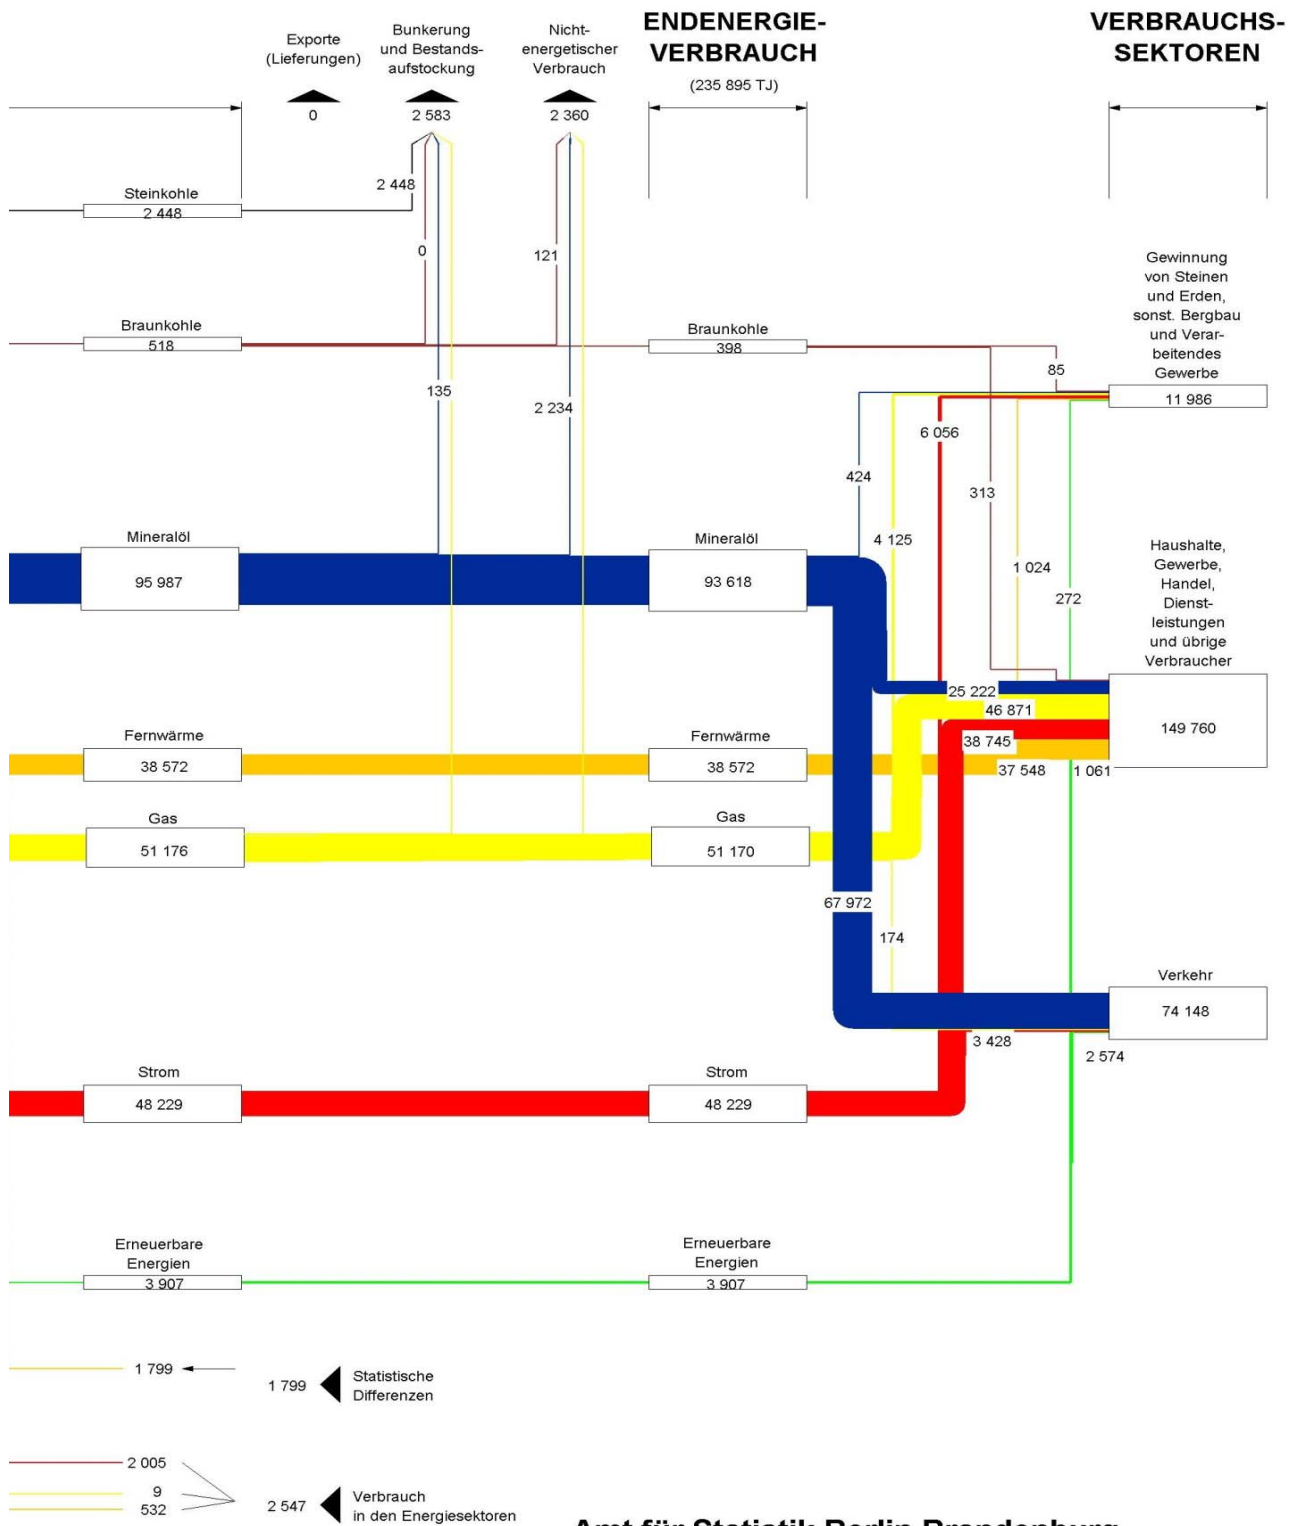 Exporte
(Lieferungen)
0
Bunkerung
und Bestands-
aufstockung
2 583
Nicht-
energetischer
Verbrauch
2 360
ENDENERGIE-
VERBRAUCH
(235 895 TJ)
VERBRAUCHS-
SEKTOREN
2 448
0
135
121
2 234
Steinkohle
2 448
Braunkohle
518
Braunkohle
398
Mineralöl
95 987
Mineralöl
93 618
Fernwärme
38 572
Fernwärme
38 572
Gas
51 176
Gas
51 170
Strom
48 229
Strom
48 229
Erneuerbare
Energien
3 907
Erneuerbare
Energien
3 907
85
6 056
424
313
4 125
1 024
272
25 222
46 871
38 745
37 548
1 061
67 972
174
3 428
2 574
Gewinnung
von Steinen
und Erden,
sonst. Bergbau
und Verar-
beitendes
Gewerbe
11 986
Haushalte,
Gewerbe,
Handel,
Dienst-
leistungen
und übrige
Verbraucher
149 760
Verkehr
74 148
1 799
1 799
Statistische
Differenzen
2 005
9
532
2 547
Verbrauch
in den Energiesektoren
Amt für Statistik Berlin-Brandenburg